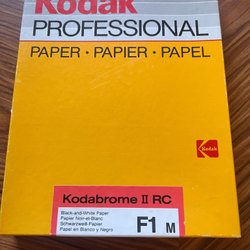 Kodak
PROFESSIONAL
PAPER · PAPIER · PAPEL
Kodak
Kodabrome II RC
Black-and-White Paper
Papier Noir-et-Blanc
Schwarzweiß-Papier
Papel en Blanco y Negro
F1 M